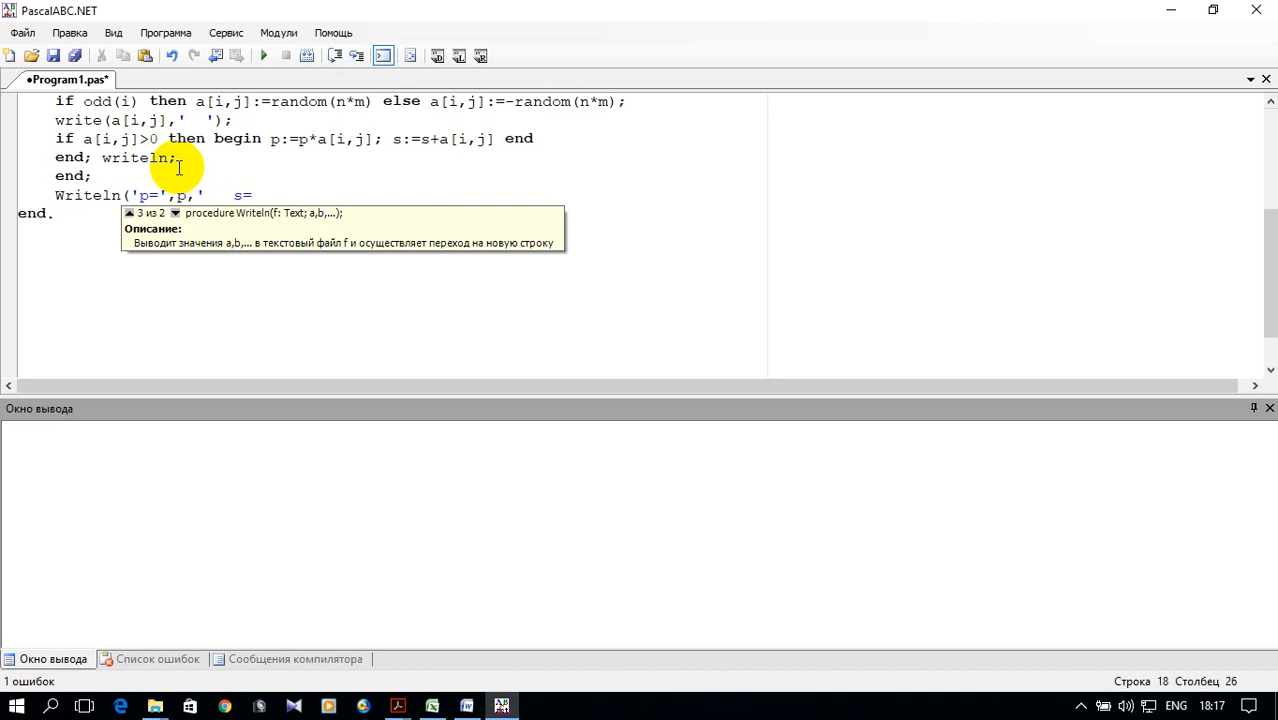 PascalABC.NET
Файл Правка Вид Программа Сервис Модули Помощь
•Program1.pas*
if odd(i) then a[i,j]:=random(n*m) else a[i,j]:=-random(n*m);
write(a[i,j],'  ');
if a[i,j]>0 then begin p:=p*a[i,j]; s:=s+a[i,j] end
end; writeln;
end;
Writeln('p=',p,'   s=
end.
3 из 2 procedure Writeln(f: Text; a,b,...);
Описание:
Выводит значения a,b,... в текстовый файл f и осуществляет переход на новую строку
Окно вывода
Окно вывода Список ошибок Сообщения компилятора
1 ошибок Строка 18 Столбец 26
ENG 18:17